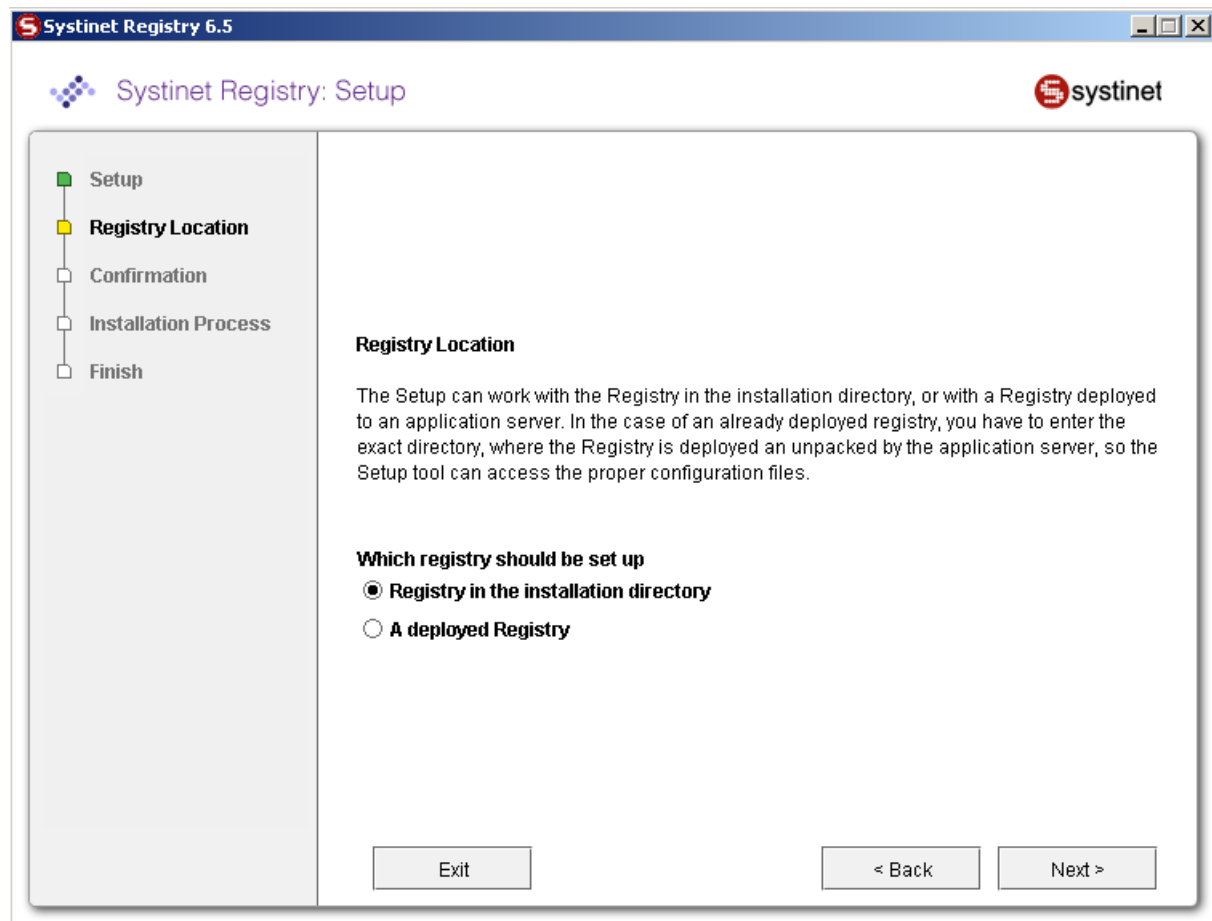 Systinet Registry 6.5
Systinet Registry: Setup
systinet
Setup
Registry Location
Confirmation
Installation Process
Finish
Registry Location
The Setup can work with the Registry in the installation directory, or with a Registry deployed
to an application server. In the case of an already deployed registry, you have to enter the
exact directory, where the Registry is deployed an unpacked by the application server, so the
Setup tool can access the proper configuration files.
Which registry should be set up
Registry in the installation directory
A deployed Registry
Exit
< Back
Next >